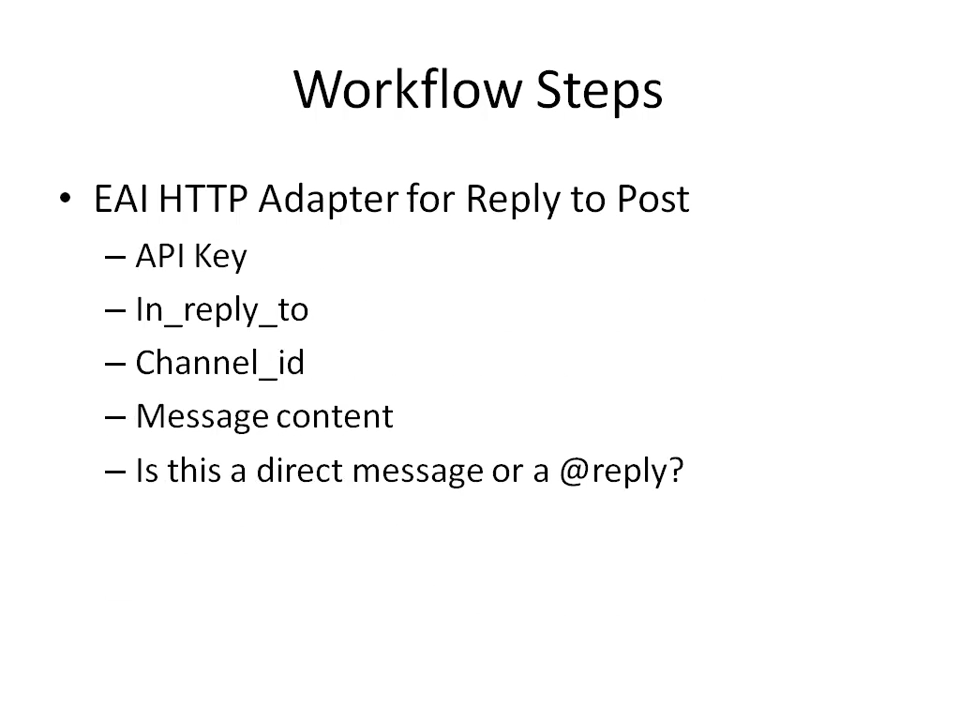 Workflow Steps
• EAI HTTP Adapter for Reply to Post
– API Key
– In_reply_to
– Channel_id
– Message content
– Is this a direct message or a @reply?